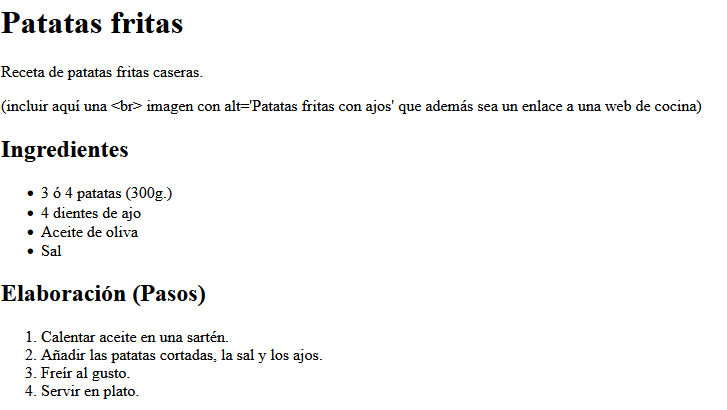 Patatas fritas
Receta de patatas fritas caseras.
(incluir aquí una <br> imagen con alt='Patatas fritas con ajos' que además sea un enlace a una web de cocina)
Ingredientes
• 3 ó 4 patatas (300g.)
• 4 dientes de ajo
• Aceite de oliva
• Sal
Elaboración (Pasos)
1. Calentar aceite en una sartén.
2. Añadir las patatas cortadas, la sal y los ajos.
3. Freír al gusto.
4. Servir en plato.